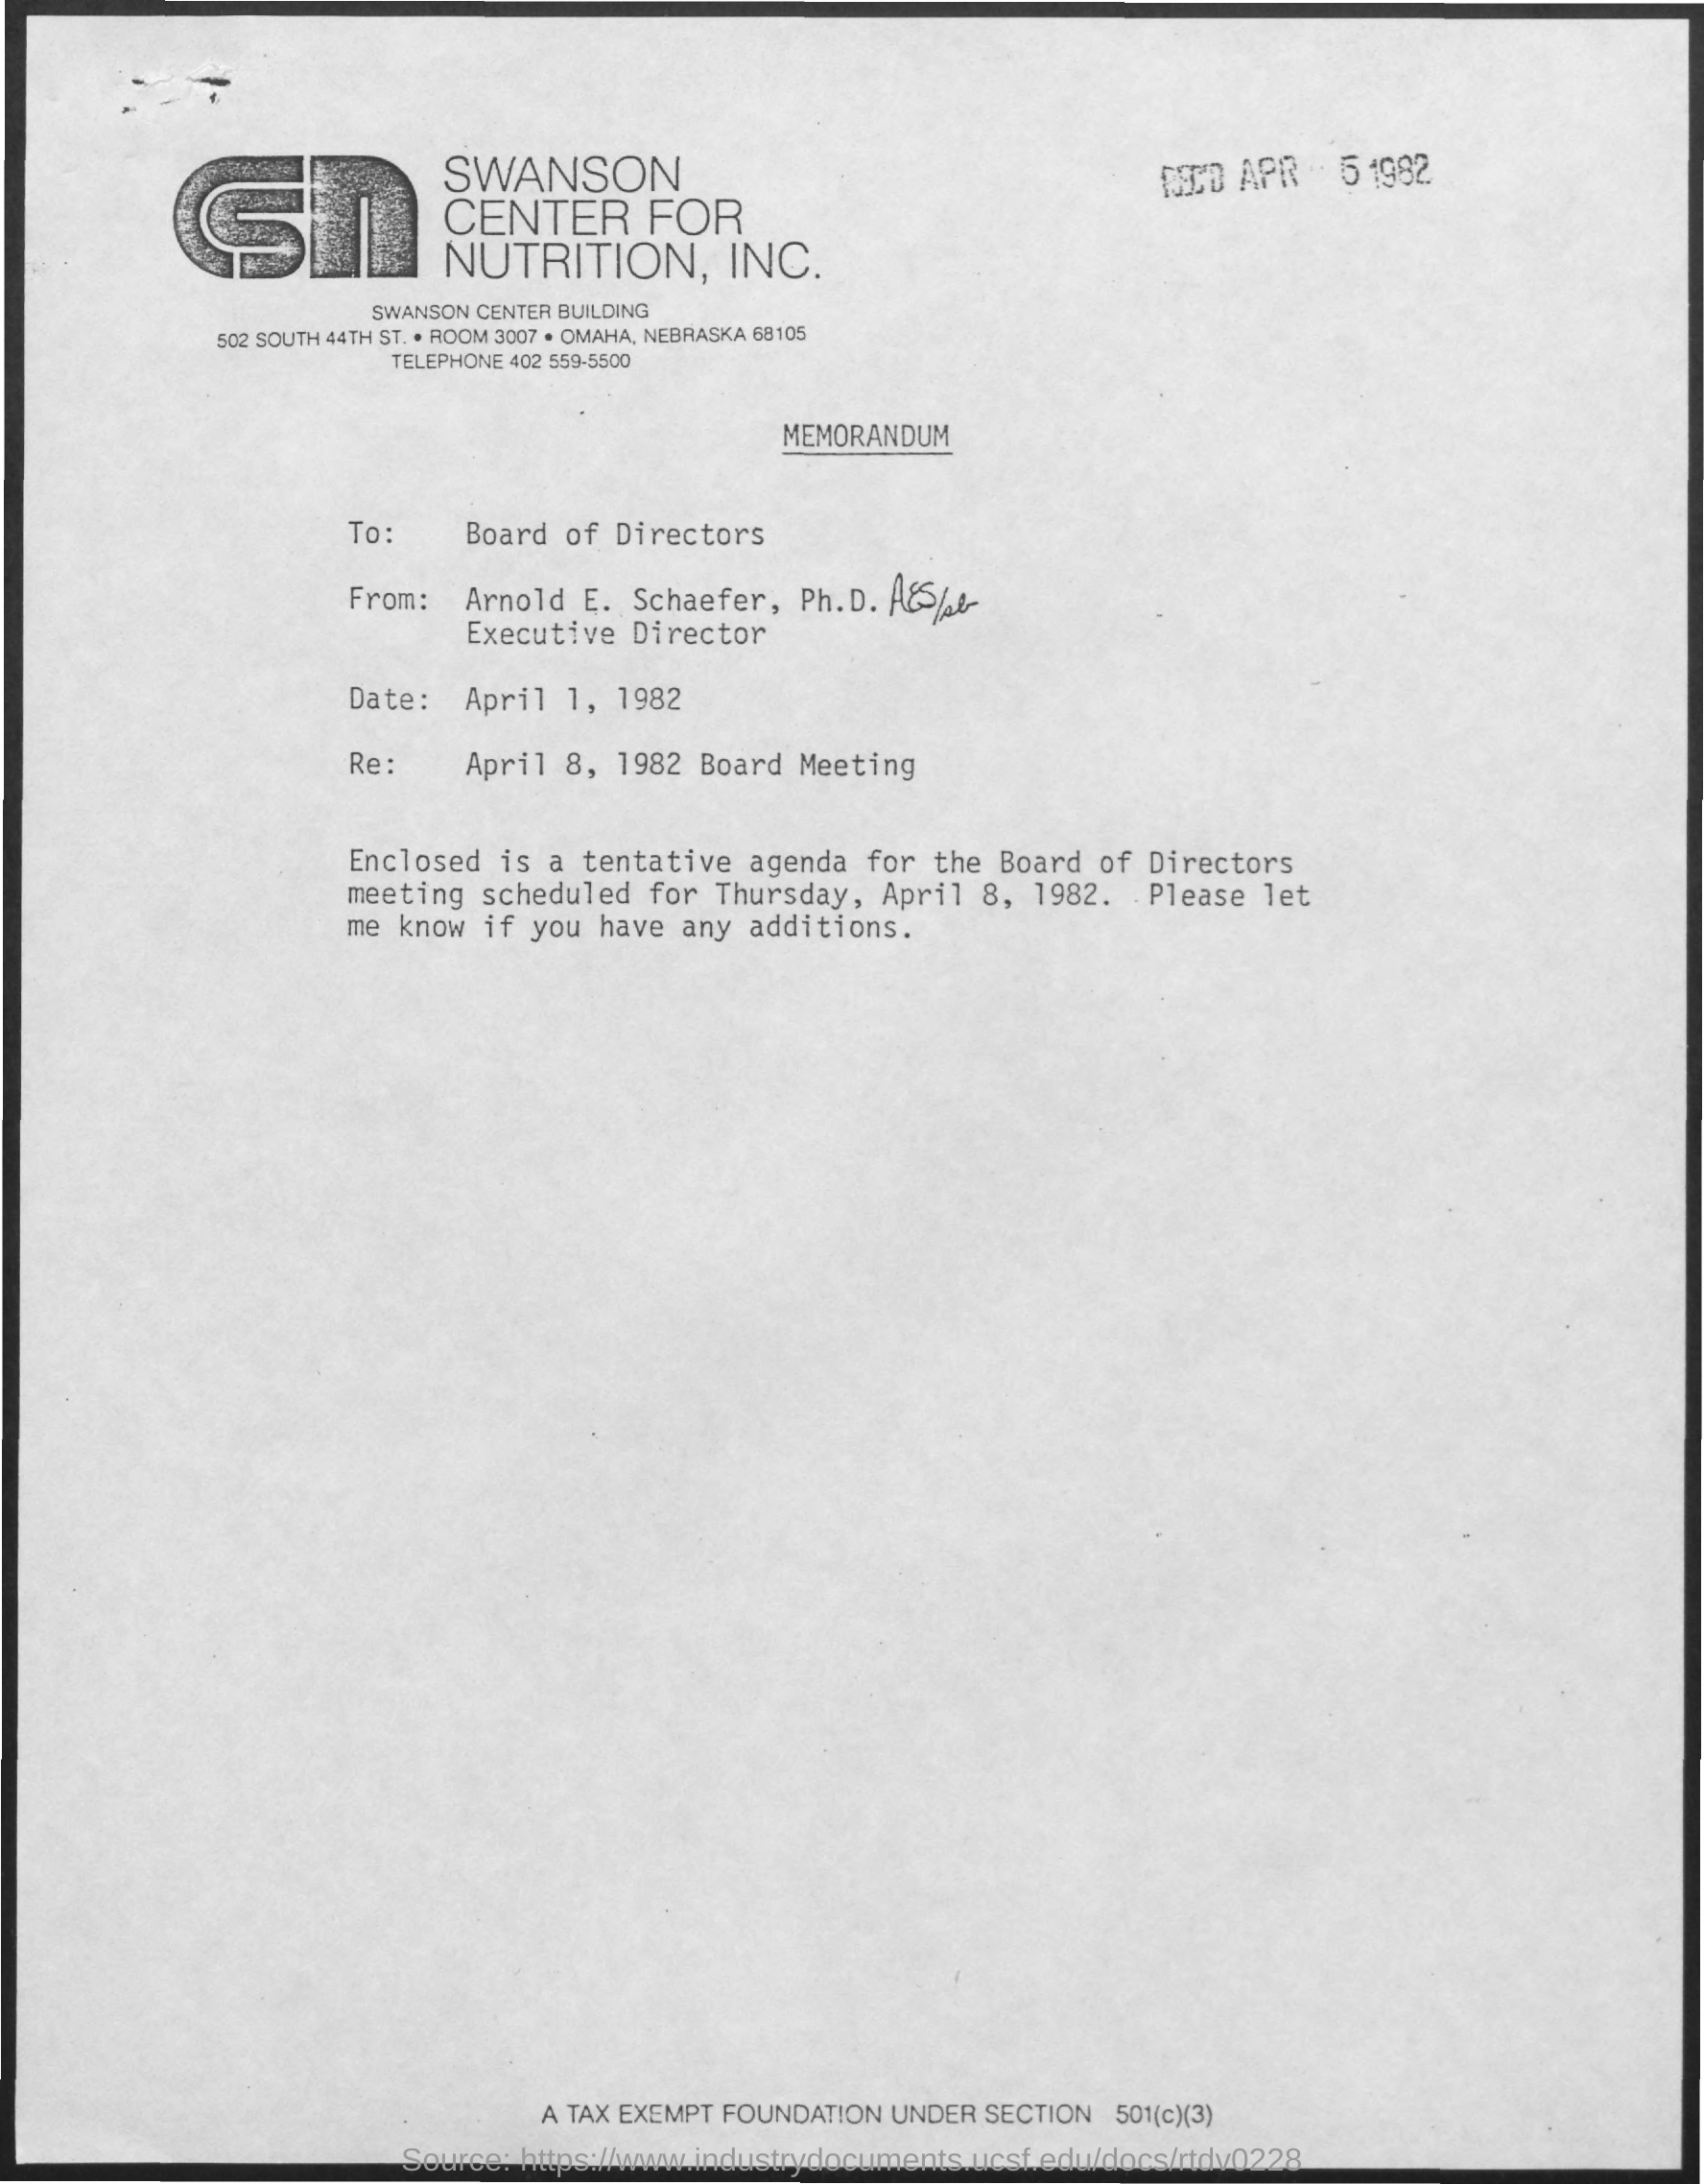 SWANSON
CENTER FOR
NUTRITION, INC.
SWANSON CENTER BUILDING
502 SOUTH 44TH ST. • ROOM 3007 • OMAHA, NEBRASKA 68105
TELEPHONE 402 559-5500
REC'D APR 5 1982
MEMORANDUM
To: Board of Directors
From: Arnold E. Schaefer, Ph.D. AES/
Executive Director
Date: April 1, 1982
Re: April 8, 1982 Board Meeting
Enclosed is a tentative agenda for the Board of Directors
meeting scheduled for Thursday, April 8, 1982. Please let
me know if you have any additions.
A TAX EXEMPT FOUNDATION UNDER SECTION 501(c)(3)
Source: https://www.industrydocuments.ucsf.edu/docs/rtdv0228